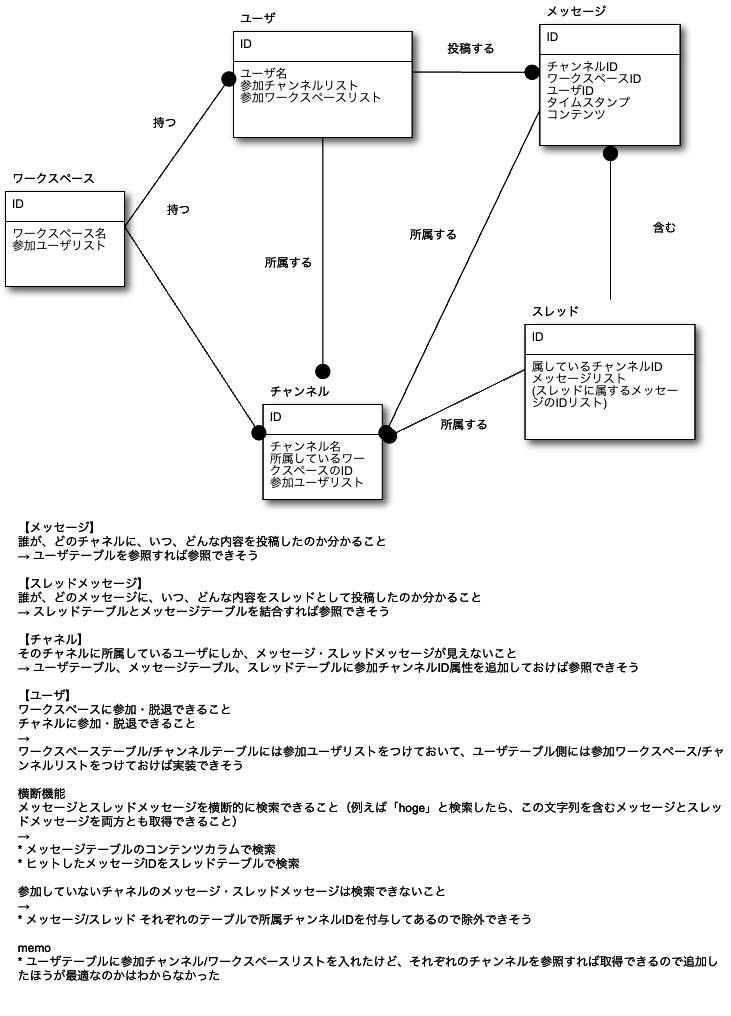 ユーザ
ID
ユーザ名
参加チャンネルリスト
参加ワークスペースリスト
投稿する
メッセージ
ID
チャンネルID
ワークスペースID
ユーザID
タイムスタンプ
コンテンツ
持つ
ワークスペース
ID
ワークスペース名
参加ユーザリスト
持つ
所属する
所属する
含む
スレッド
ID
属しているチャンネルID
メッセージリスト
(スレッドに属するメッセー
ジのIDリスト)
所属する
チャンネル
ID
チャンネル名
所属しているワー
クスペースのID
参加ユーザリスト
【メッセージ】
誰が、どのチャネルに、いつ、どんな内容を投稿したのか分かること
→ ユーザテーブルを参照すれば参照できそう
【スレッドメッセージ】
誰が、どのメッセージに、いつ、どんな内容をスレッドとして投稿したのか分かること
→ スレッドテーブルとメッセージテーブルを結合すれば参照できそう
【チャネル】
そのチャネルに所属しているユーザにしか、メッセージ・スレッドメッセージが見えないこと
→ ユーザテーブル、メッセージテーブル、スレッドテーブルに参加チャンネルID属性を追加しておけば参照できそう
【ユーザ】
ワークスペースに参加・脱退できること
チャネルに参加・脱退できること
→
ワークスペーステーブル/チャンネルテーブルには参加ユーザリストをつけておいて、ユーザテーブル側には参加ワークスペース/チャ
ンネルリストをつけておけば実装できそう
横断機能
メッセージとスレッドメッセージを横断的に検索できること（例えば「hoge」と検索したら、この文字列を含むメッセージとスレッ
ドメッセージを両方とも取得できること）
→
* メッセージテーブルのコンテンツカラムで検索
* ヒットしたメッセージIDをスレッドテーブルで検索
参加していないチャネルのメッセージ・スレッドメッセージは検索できないこと
→
* メッセージ/スレッド それぞれのテーブルで所属チャンネルIDを付与してあるので除外できそう
memo
* ユーザテーブルに参加チャンネル/ワークスペースリストを入れたけど、それぞれのチャンネルを参照すれば取得できるので追加し
たほうが最適なのかはわからなかった